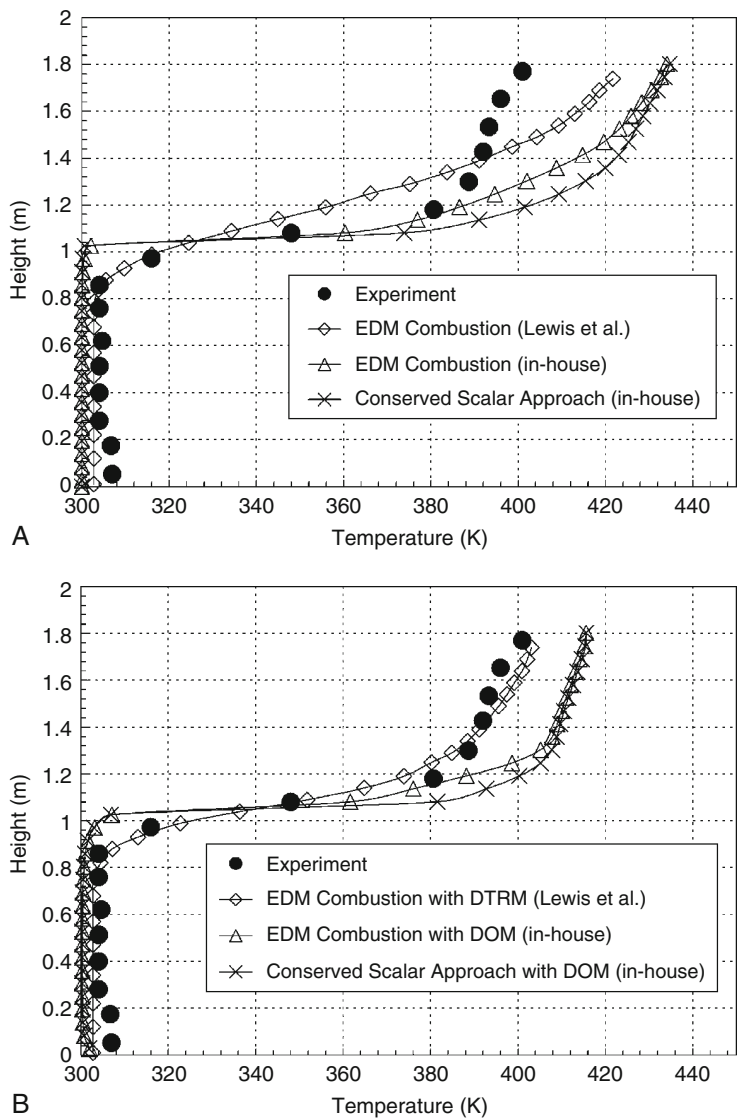 2
1.8
1.6
1.4
1.2
1
0.8
0.6
0.4
0.2
0
Height (m)
Experiment
EDM Combustion (Lewis et al.)
EDM Combustion (in-house)
Conserved Scalar Approach (in-house)
300 320 340 360 380 400 420 440
A
Temperature (K)
2
1.8
1.6
1.4
1.2
1
0.8
0.6
0.4
0.2
0
Height (m)
Experiment
EDM Combustion with DTRM (Lewis et al.)
EDM Combustion with DOM (in-house)
Conserved Scalar Approach with DOM (in-house)
300 320 340 360 380 400 420 440
B
Temperature (K)